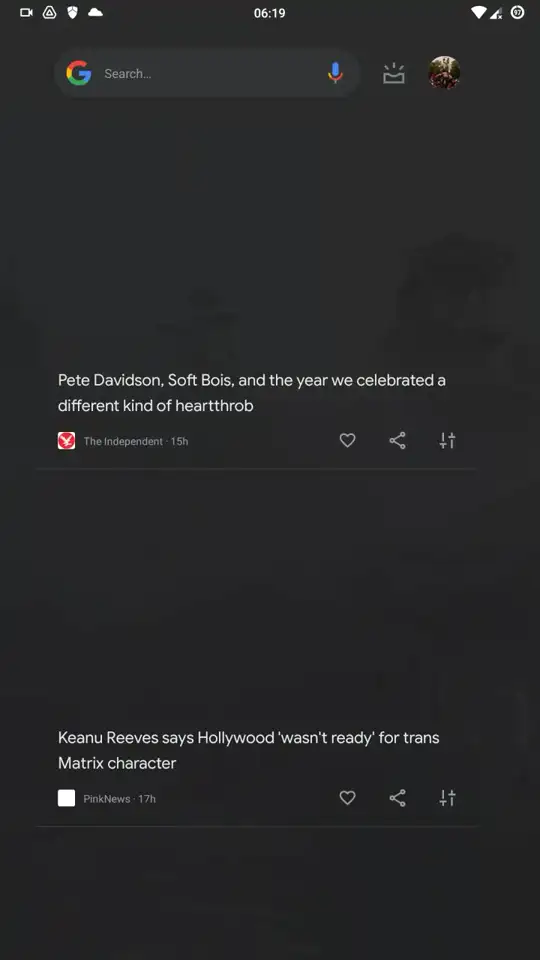 06:19
97
Search...
Pete Davidson, Soft Bois, and the year we celebrated a
different kind of heartthrob
The Independent · 15h
Keanu Reeves says Hollywood 'wasn't ready' for trans
Matrix character
PinkNews · 17h